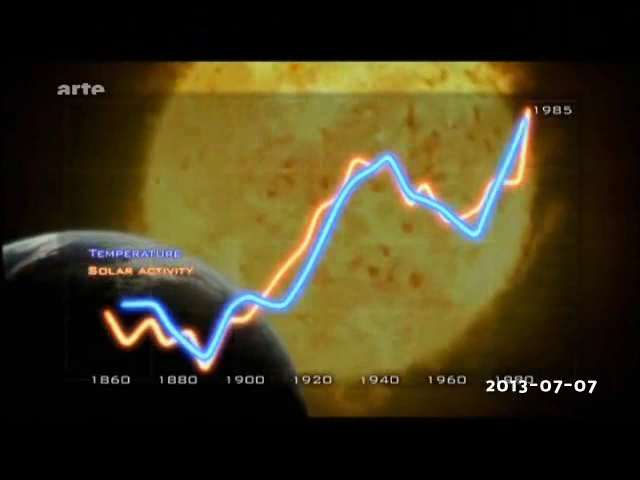 arte
1985
TEMPERATURE
SOLAR ACTIVITY
1860 1880 1900 1920 1940 1960 1980
2013-07-07